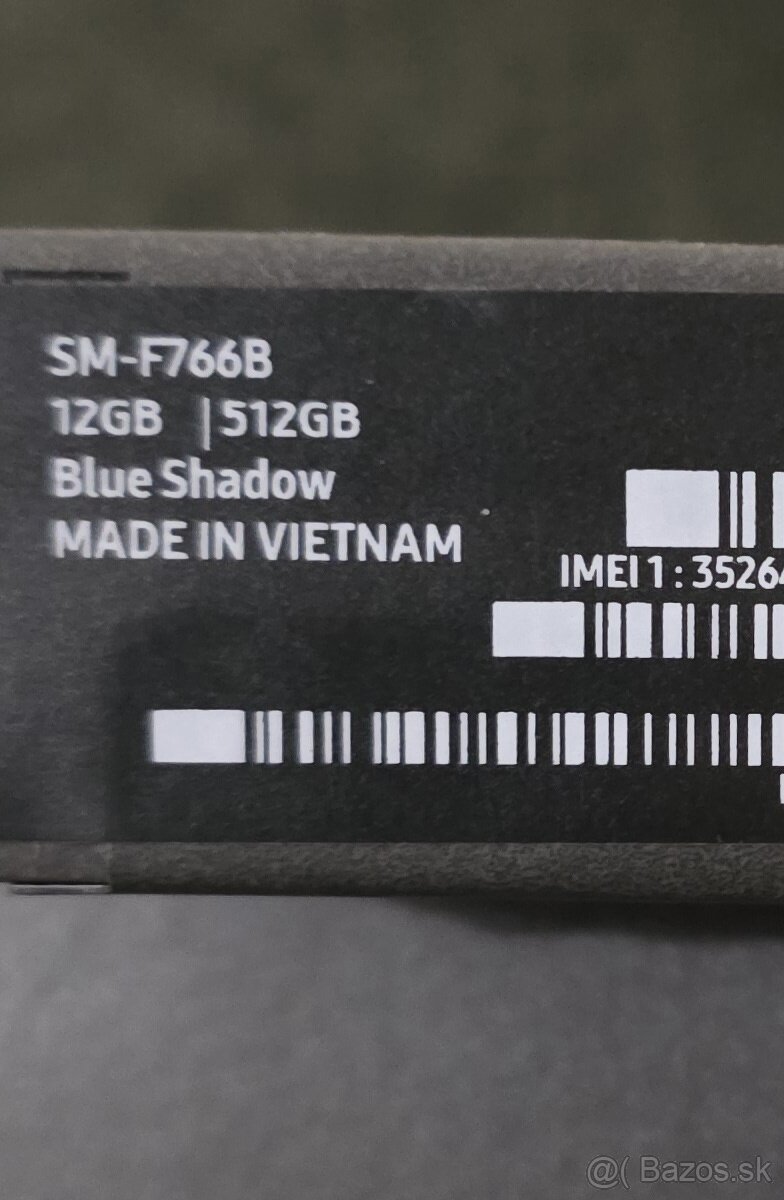 SM-F766B
12GB | 512GB
Blue Shadow
MADE IN VIETNAM
IMEI 1 : 3526
@( Bazos.sk